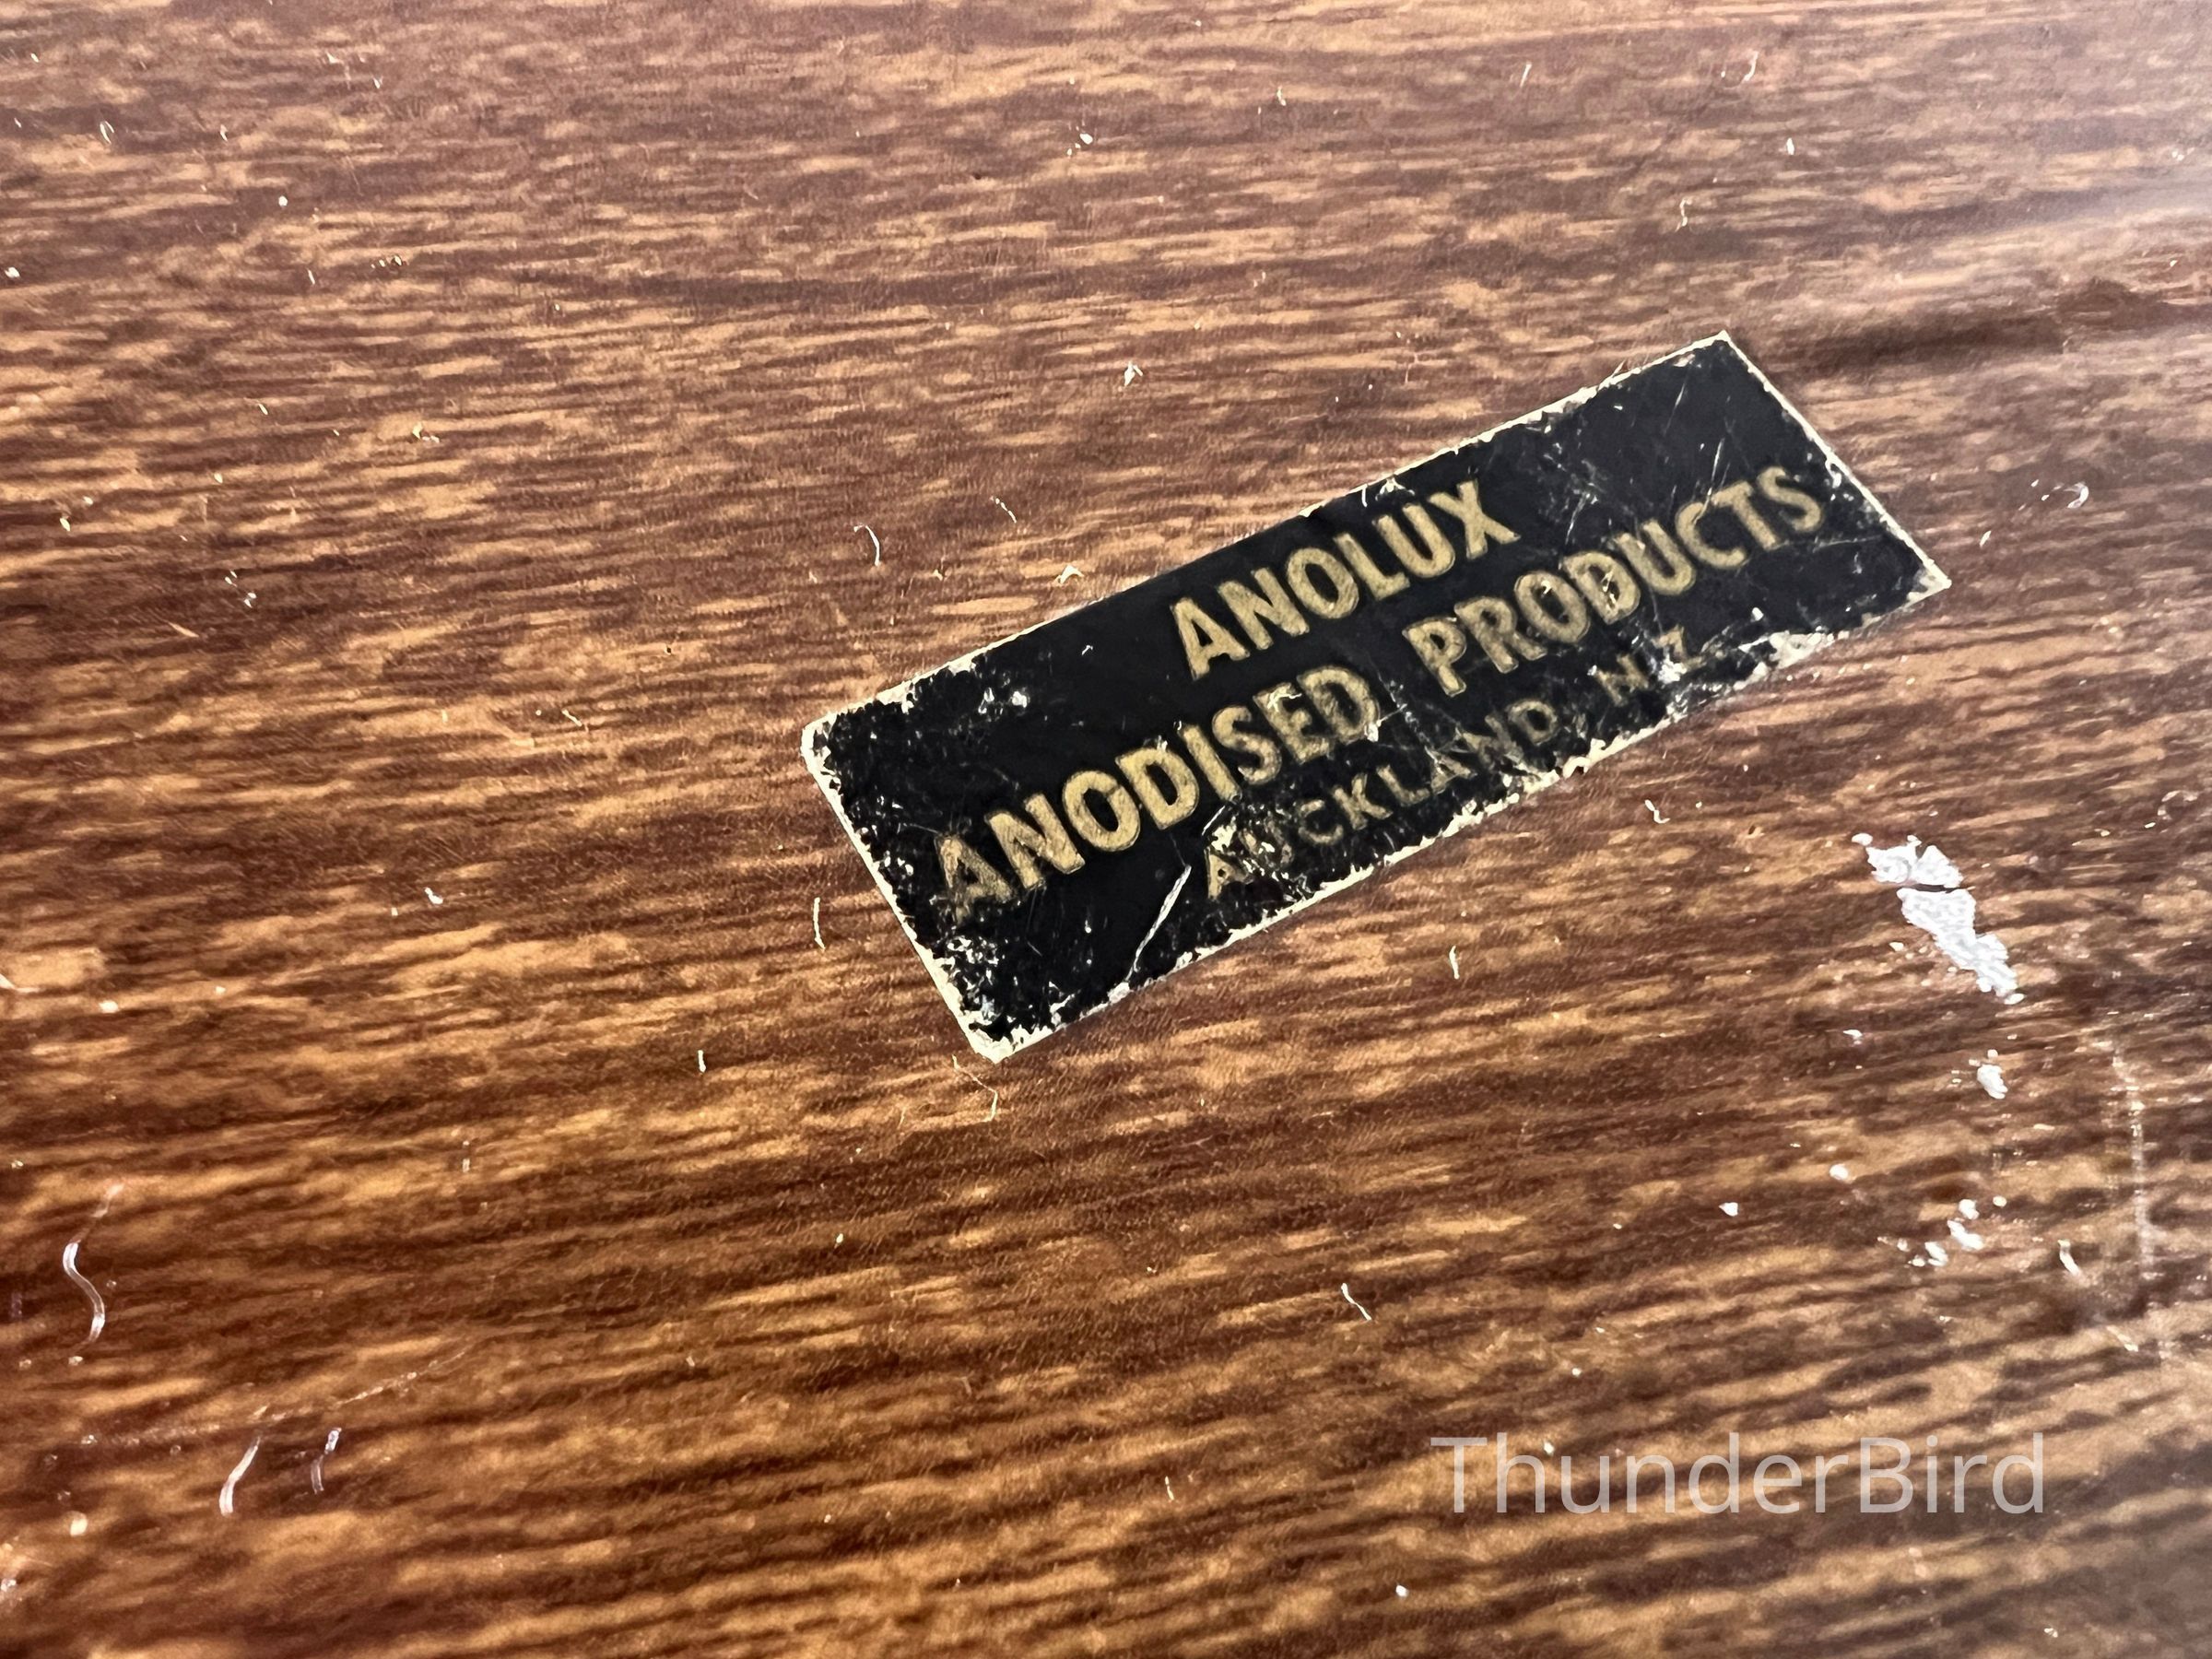 ANOLUX
ANODISED PRODUCTS
AUCKLAND, N.Z.
ThunderBird